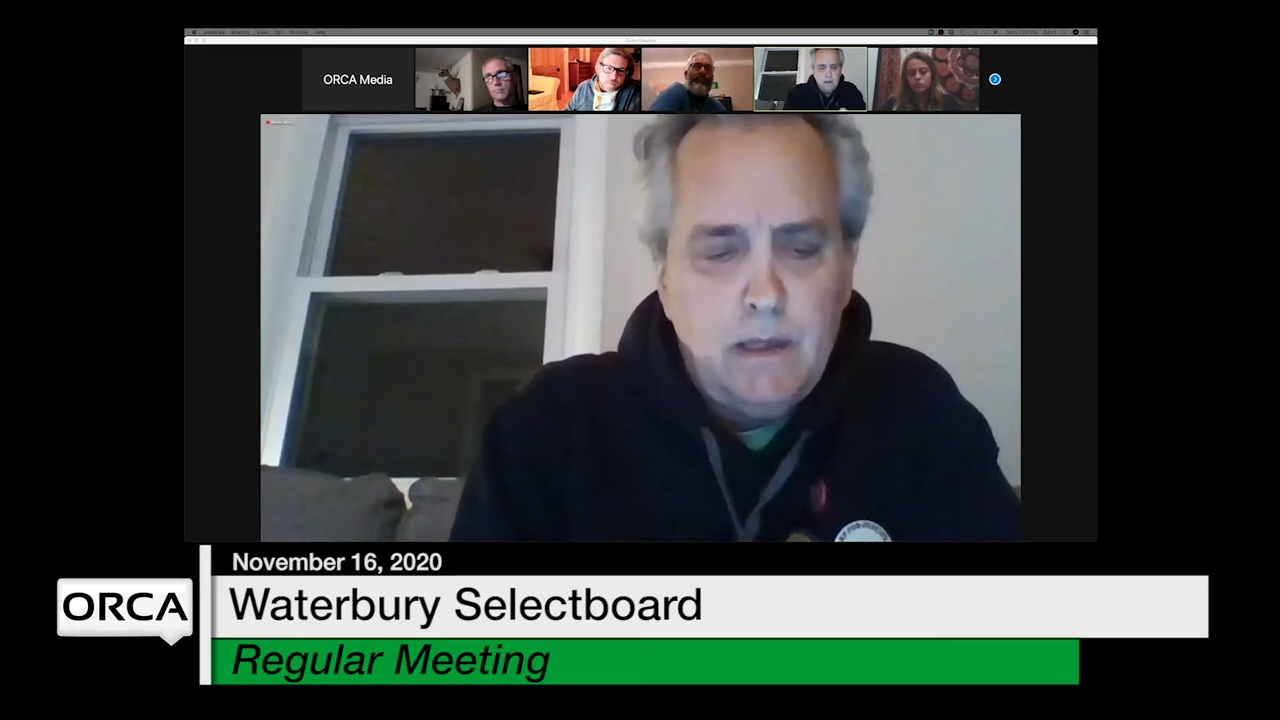 ORCA Media
November 16, 2020
ORCA
Waterbury Selectboard
Regular Meeting